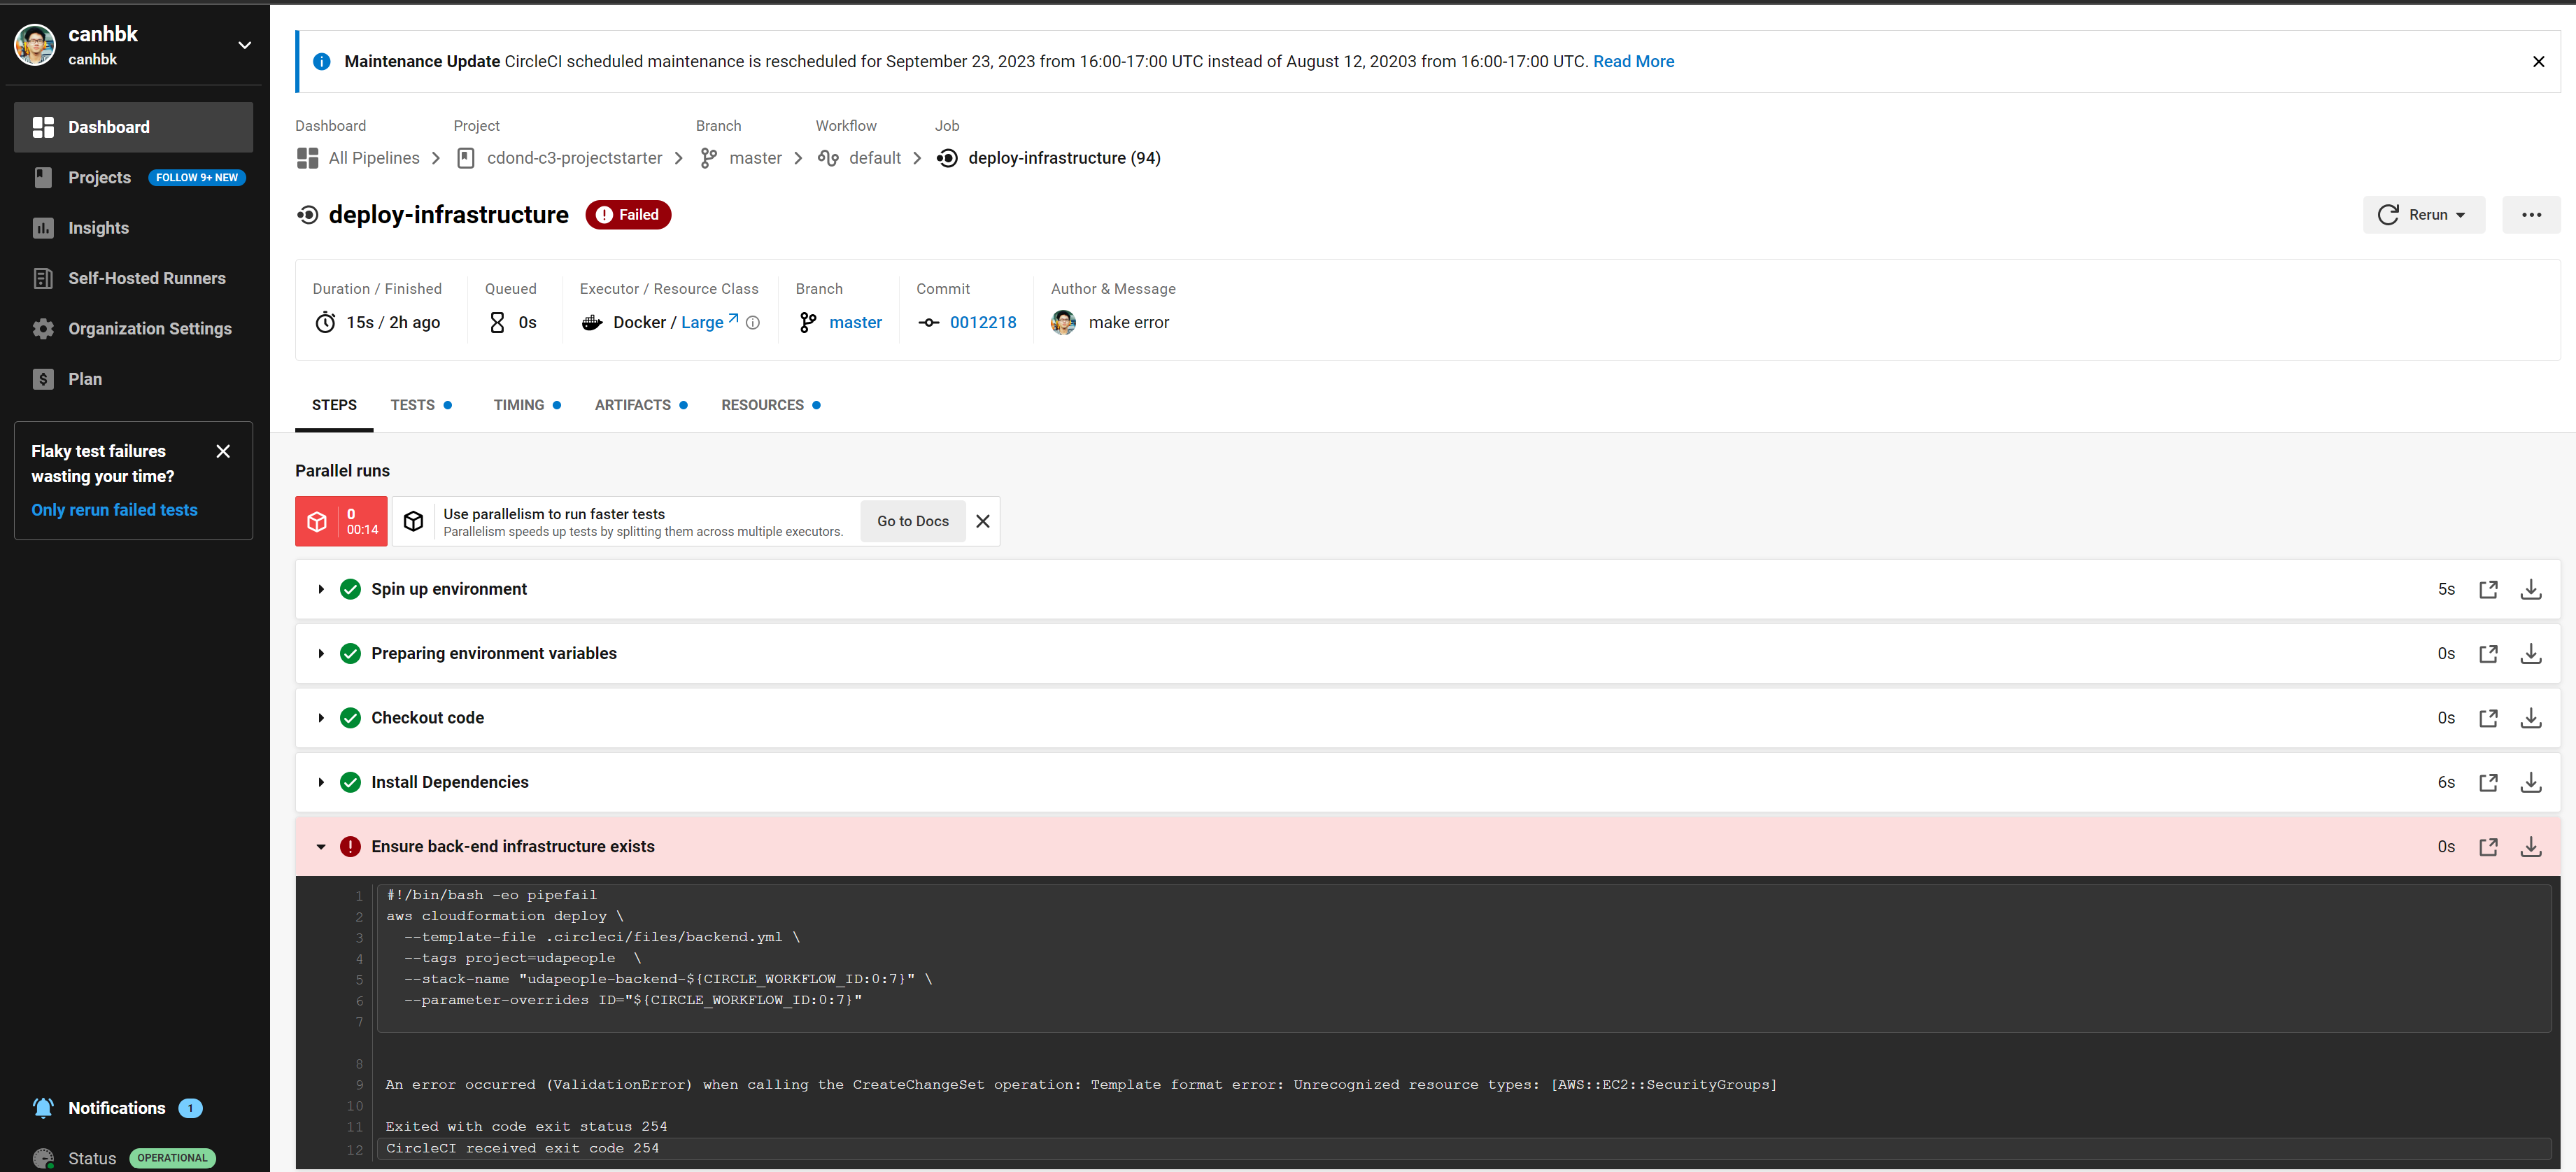 canhbk
canhbk
Dashboard
Projects FOLLOW 9+ NEW
Insights
Self-Hosted Runners
Organization Settings
$ Plan
Flaky test failures
wasting your time?
Only rerun failed tests
Notifications 1
Status OPERATIONAL
Maintenance Update CircleCI scheduled maintenance is rescheduled for September 23, 2023 from 16:00-17:00 UTC instead of August 12, 20203 from 16:00-17:00 UTC. Read More
Dashboard Project Branch Workflow Job
All Pipelines cdond-c3-projectstarter master default deploy-infrastructure (94)
deploy-infrastructure Failed
Rerun
Duration / Finished Queued Executor / Resource Class Branch Commit Author & Message
15s / 2h ago 0s Docker / Large master 0012218 make error
STEPS TESTS TIMING ARTIFACTS RESOURCES
Parallel runs
0
00:14
Use parallelism to run faster tests
Parallelism speeds up tests by splitting them across multiple executors.
Go to Docs
Spin up environment 5s
Preparing environment variables 0s
Checkout code 0s
Install Dependencies 6s
Ensure back-end infrastructure exists 0s
1 #!/bin/bash -eo pipefail
2 aws cloudformation deploy \
3 --template-file .circleci/files/backend.yml \
4 --tags project=udapeople \
5 --stack-name "udapeople-backend-${CIRCLE_WORKFLOW_ID:0:7}" \
6 --parameter-overrides ID="${CIRCLE_WORKFLOW_ID:0:7}"
7
8
9 An error occurred (ValidationError) when calling the CreateChangeSet operation: Template format error: Unrecognized resource types: [AWS::EC2::SecurityGroups]
10
11 Exited with code exit status 254
12 CircleCI received exit code 254